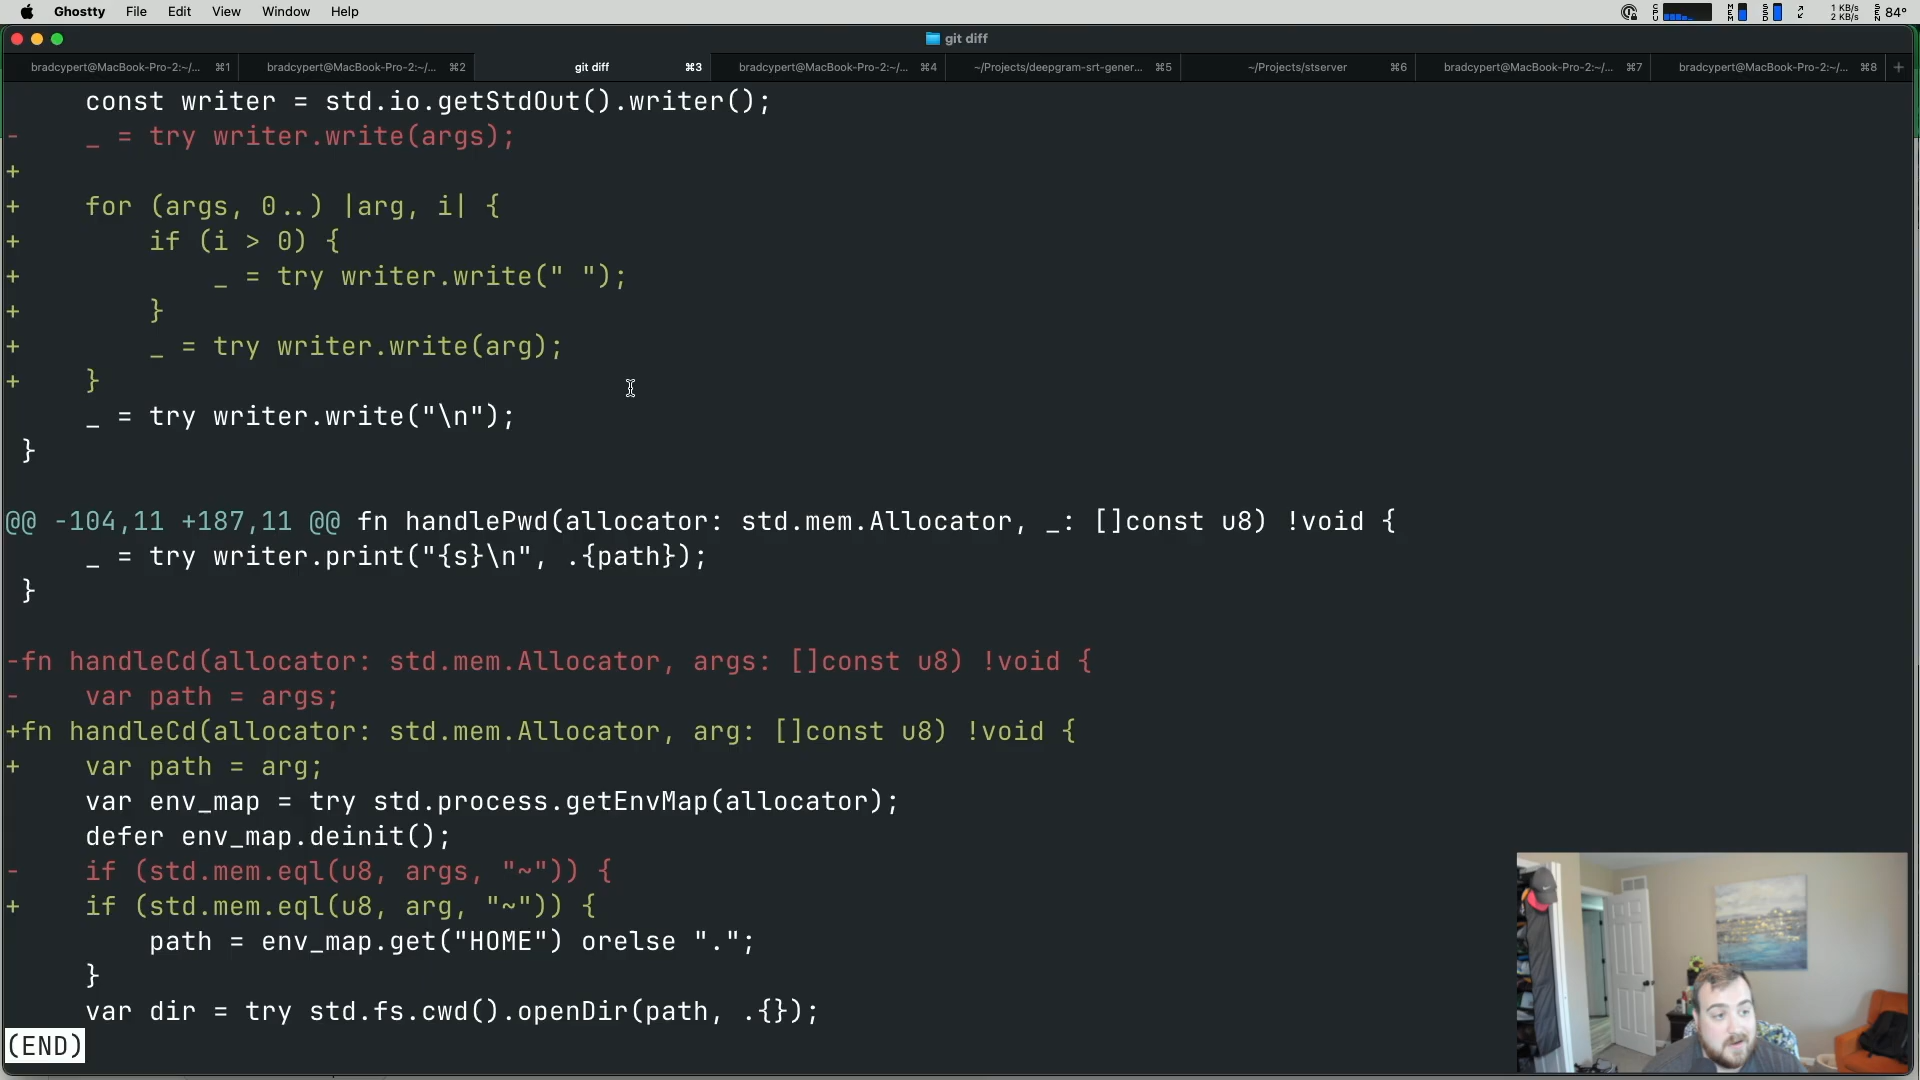 Ghostty File Edit View Window Help
1 KB/s
2 KB/s
84°
git diff
bradcypert@MacBook-Pro-2:~/... ⌘1 bradcypert@MacBook-Pro-2:~/... ⌘2 git diff ⌘3 bradcypert@MacBook-Pro-2:~/... ⌘4 ~/Projects/deepgram-srt-gener... ⌘5 ~/Projects/stserver ⌘6 bradcypert@MacBook-Pro-2:~/... ⌘7 bradcypert@MacBook-Pro-2:~/... ⌘8 +
     const writer = std.io.getStdOut().writer();
-    _ = try writer.write(args);
+
+    for (args, 0..) |arg, i| {
+        if (i > 0) {
+            _ = try writer.write(" ");
+        }
+        _ = try writer.write(arg);
+    }
     _ = try writer.write("\n");
 }
@@ -104,11 +187,11 @@ fn handlePwd(allocator: std.mem.Allocator, _: []const u8) !void {
     _ = try writer.print("{s}\n", .{path});
 }
-fn handleCd(allocator: std.mem.Allocator, args: []const u8) !void {
-    var path = args;
+fn handleCd(allocator: std.mem.Allocator, arg: []const u8) !void {
+    var path = arg;
     var env_map = try std.process.getEnvMap(allocator);
     defer env_map.deinit();
-    if (std.mem.eql(u8, args, "~")) {
+    if (std.mem.eql(u8, arg, "~")) {
         path = env_map.get("HOME") orelse ".";
     }
     var dir = try std.fs.cwd().openDir(path, .{});
(END)